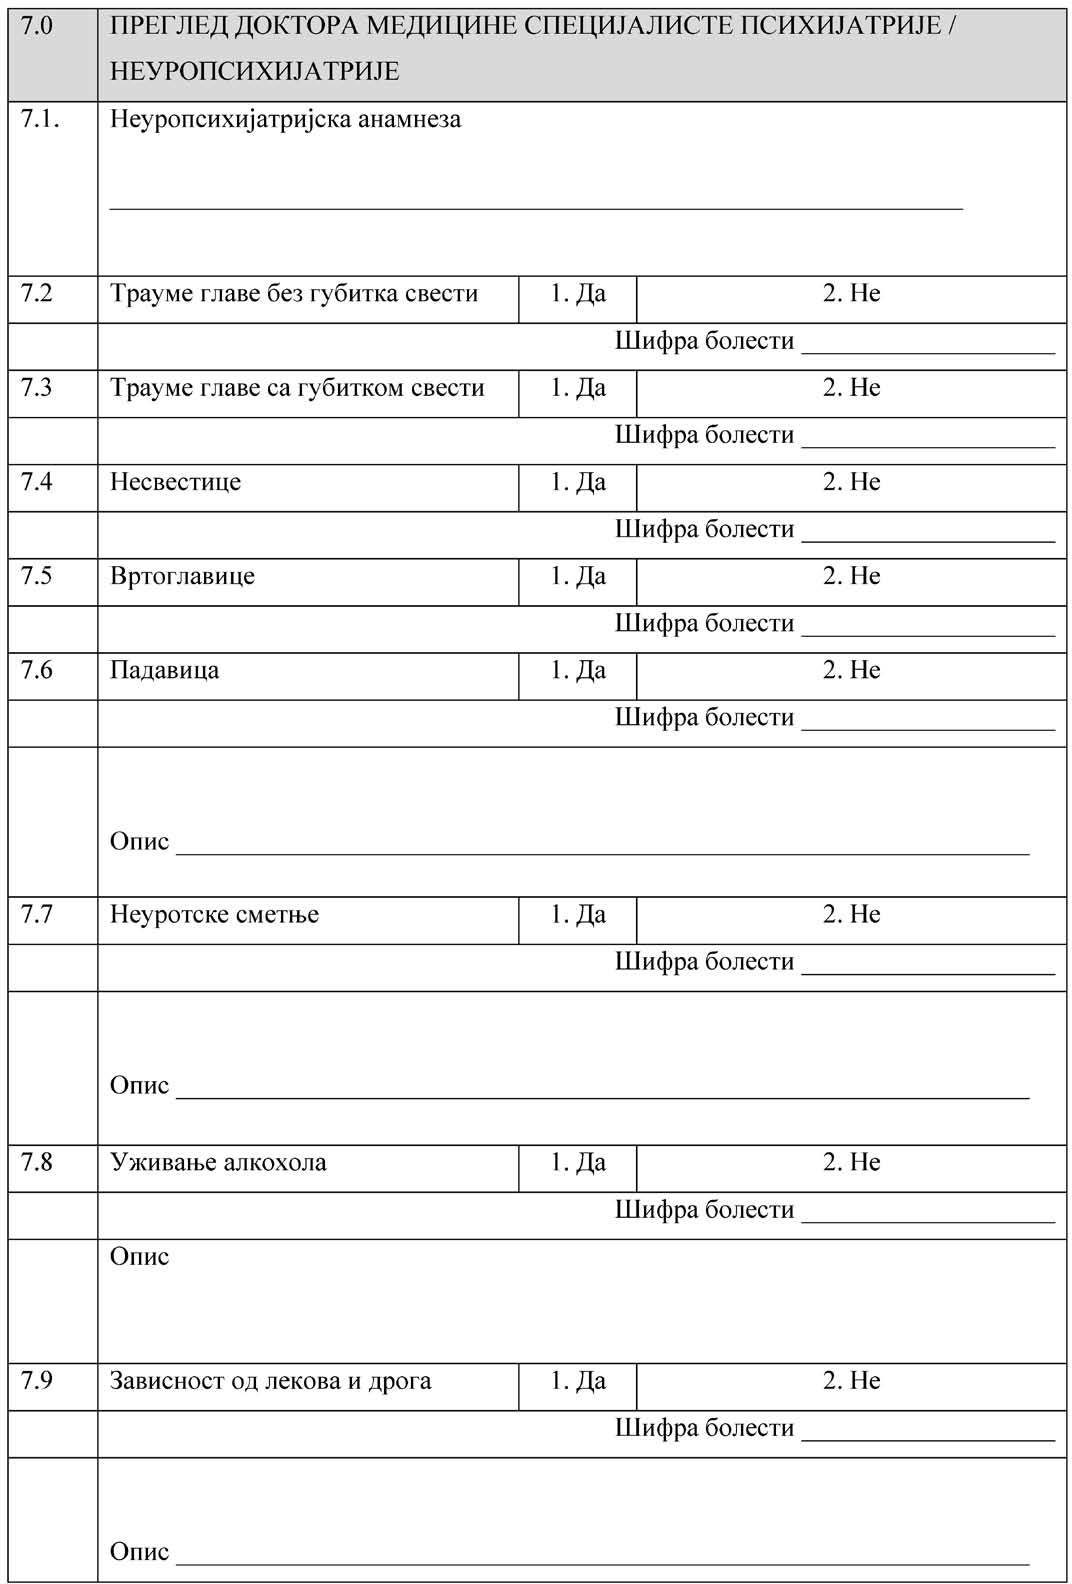 7.0 ПРЕГЛЕД ДОКТОРА МЕДИЦИНЕ СПЕЦИЈАЛИСТЕ ПСИХИЈАТРИЈЕ /
НЕУРОПСИХИЈАТРИЈЕ
7.1. Неуропсихијатријска анамнеза
7.2 Трауме главе без губитка свести 1. Да 2. Не
Шифра болести
7.3 Трауме главе са губитком свести 1. Да 2. Не
Шифра болести
7.4 Несвестице 1. Да 2. Не
Шифра болести
7.5 Вртоглавице 1. Да 2. Не
Шифра болести
7.6 Падавица 1. Да 2. Не
Шифра болести
Опис
7.7 Неуротске сметње 1. Да 2. Не
Шифра болести
Опис
7.8 Уживање алкохола 1. Да 2. Не
Шифра болести
Опис
7.9 Зависност од лекова и дрога 1. Да 2. Не
Шифра болести
Опис